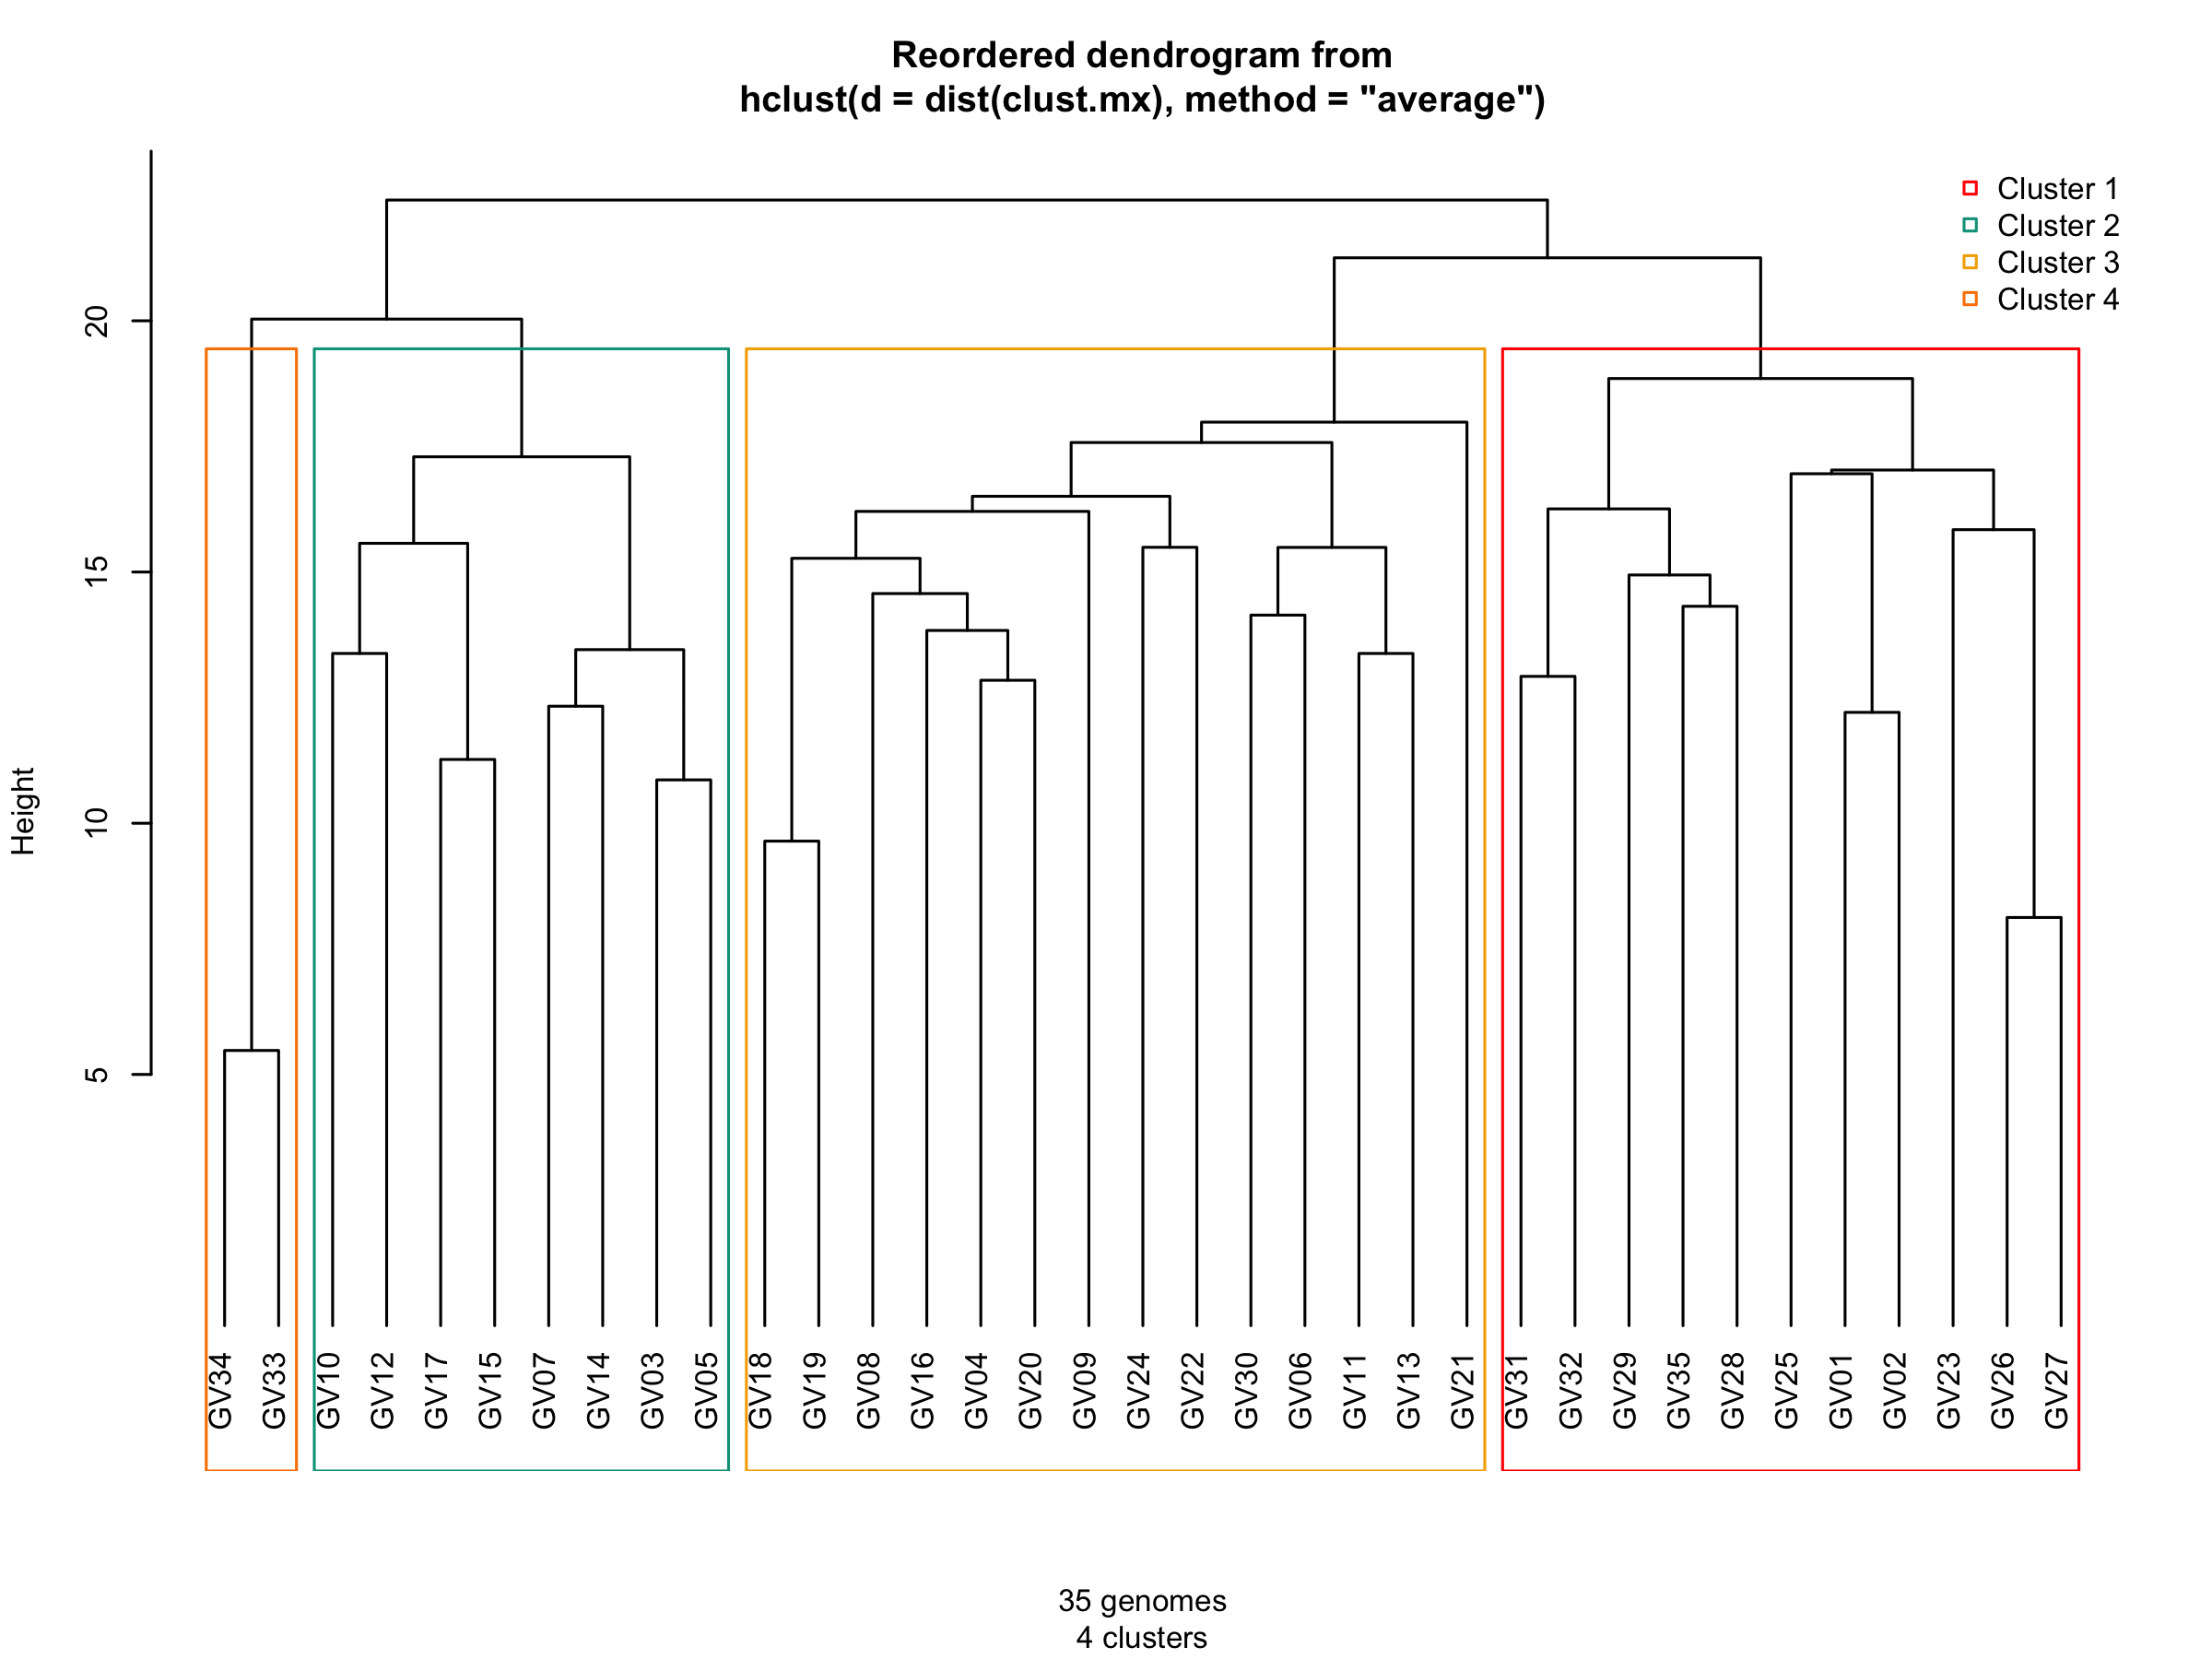 Reordered dendrogram from
hclust(d = dist(clust.mx), method = "average")
Cluster 1
Cluster 2
Cluster 3
Cluster 4
Height
20
15
10
5
GV34
GV33
GV10
GV12
GV17
GV15
GV07
GV14
GV03
GV05
GV18
GV19
GV08
GV16
GV04
GV20
GV09
GV24
GV22
GV30
GV06
GV11
GV13
GV21
GV31
GV32
GV29
GV35
GV28
GV25
GV01
GV02
GV23
GV26
GV27
35 genomes
4 clusters